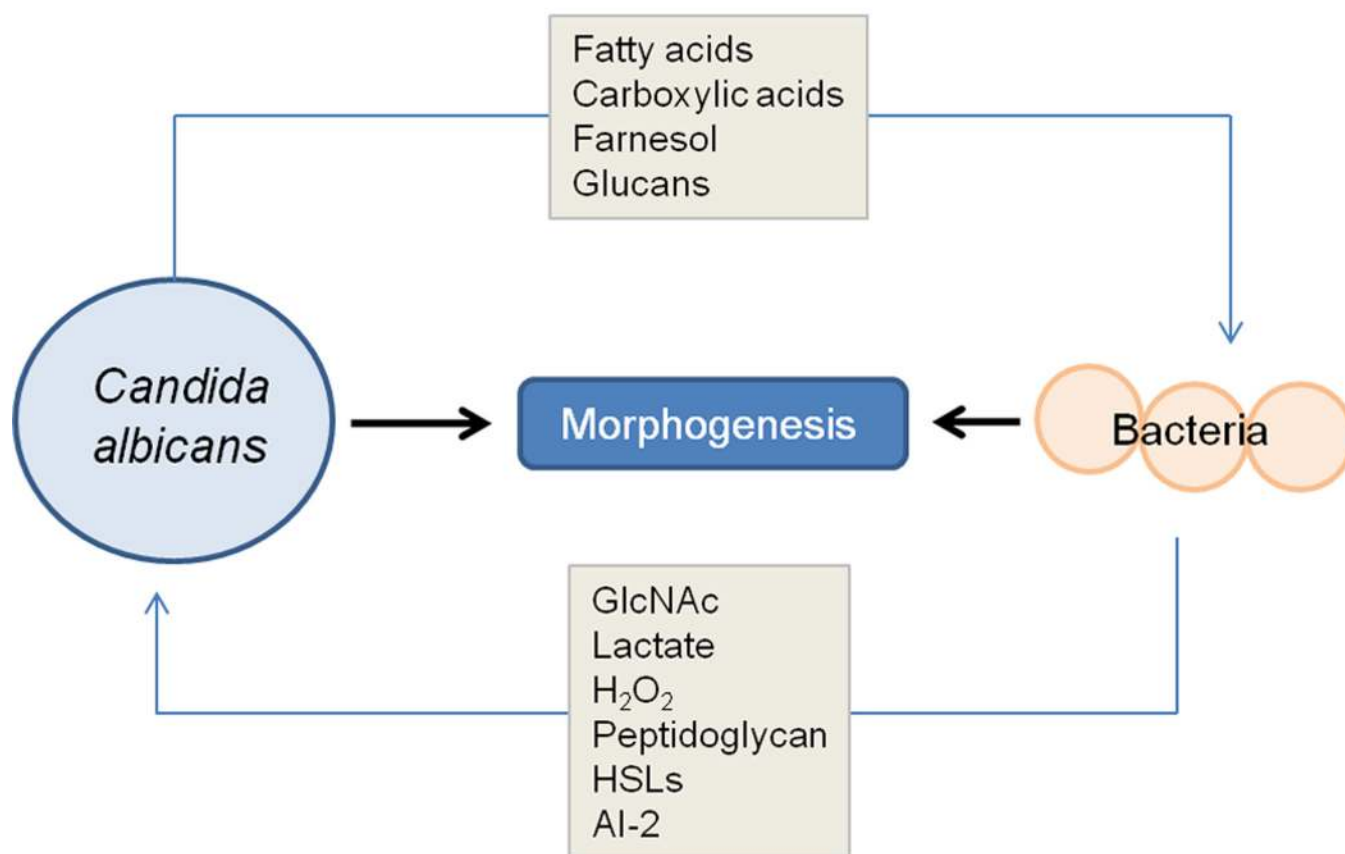 Fatty acids
Carboxylic acids
Farnesol
Glucans
Candida
albicans
Morphogenesis
Bacteria
GlcNAc
Lactate
H₂O₂
Peptidoglycan
HSLs
AI-2